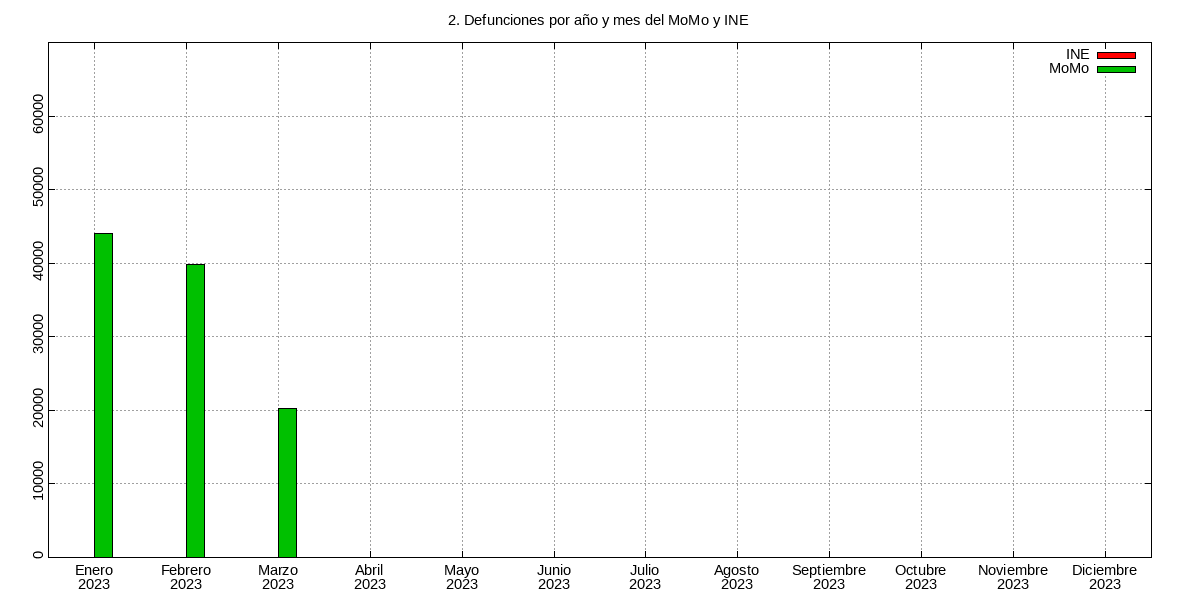 2. Defunciones por año y mes del MoMo y INE
INE
MoMo
60000
50000
40000
30000
20000
10000
0
Enero Febrero Marzo Abril Mayo Junio Julio Agosto Septiembre Octubre Noviembre Diciembre
2023 2023 2023 2023 2023 2023 2023 2023 2023 2023 2023 2023